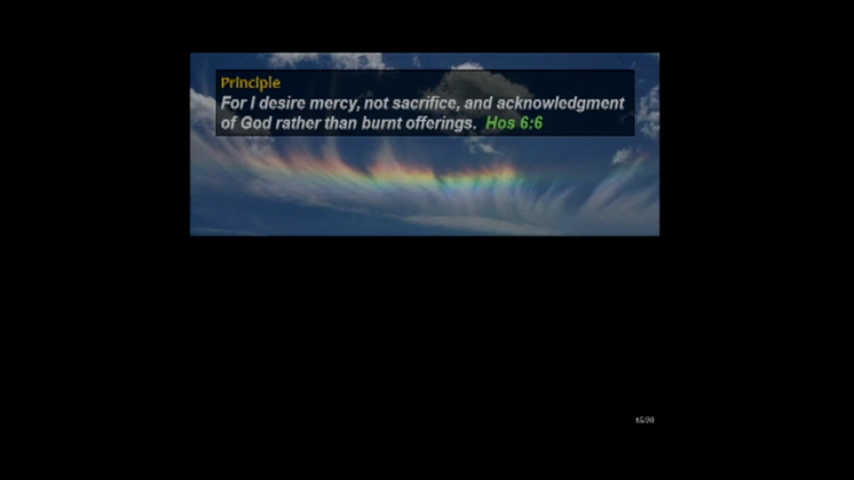 Principle
For I desire mercy, not sacrifice, and acknowledgment
of God rather than burnt offerings. Hos 6:6